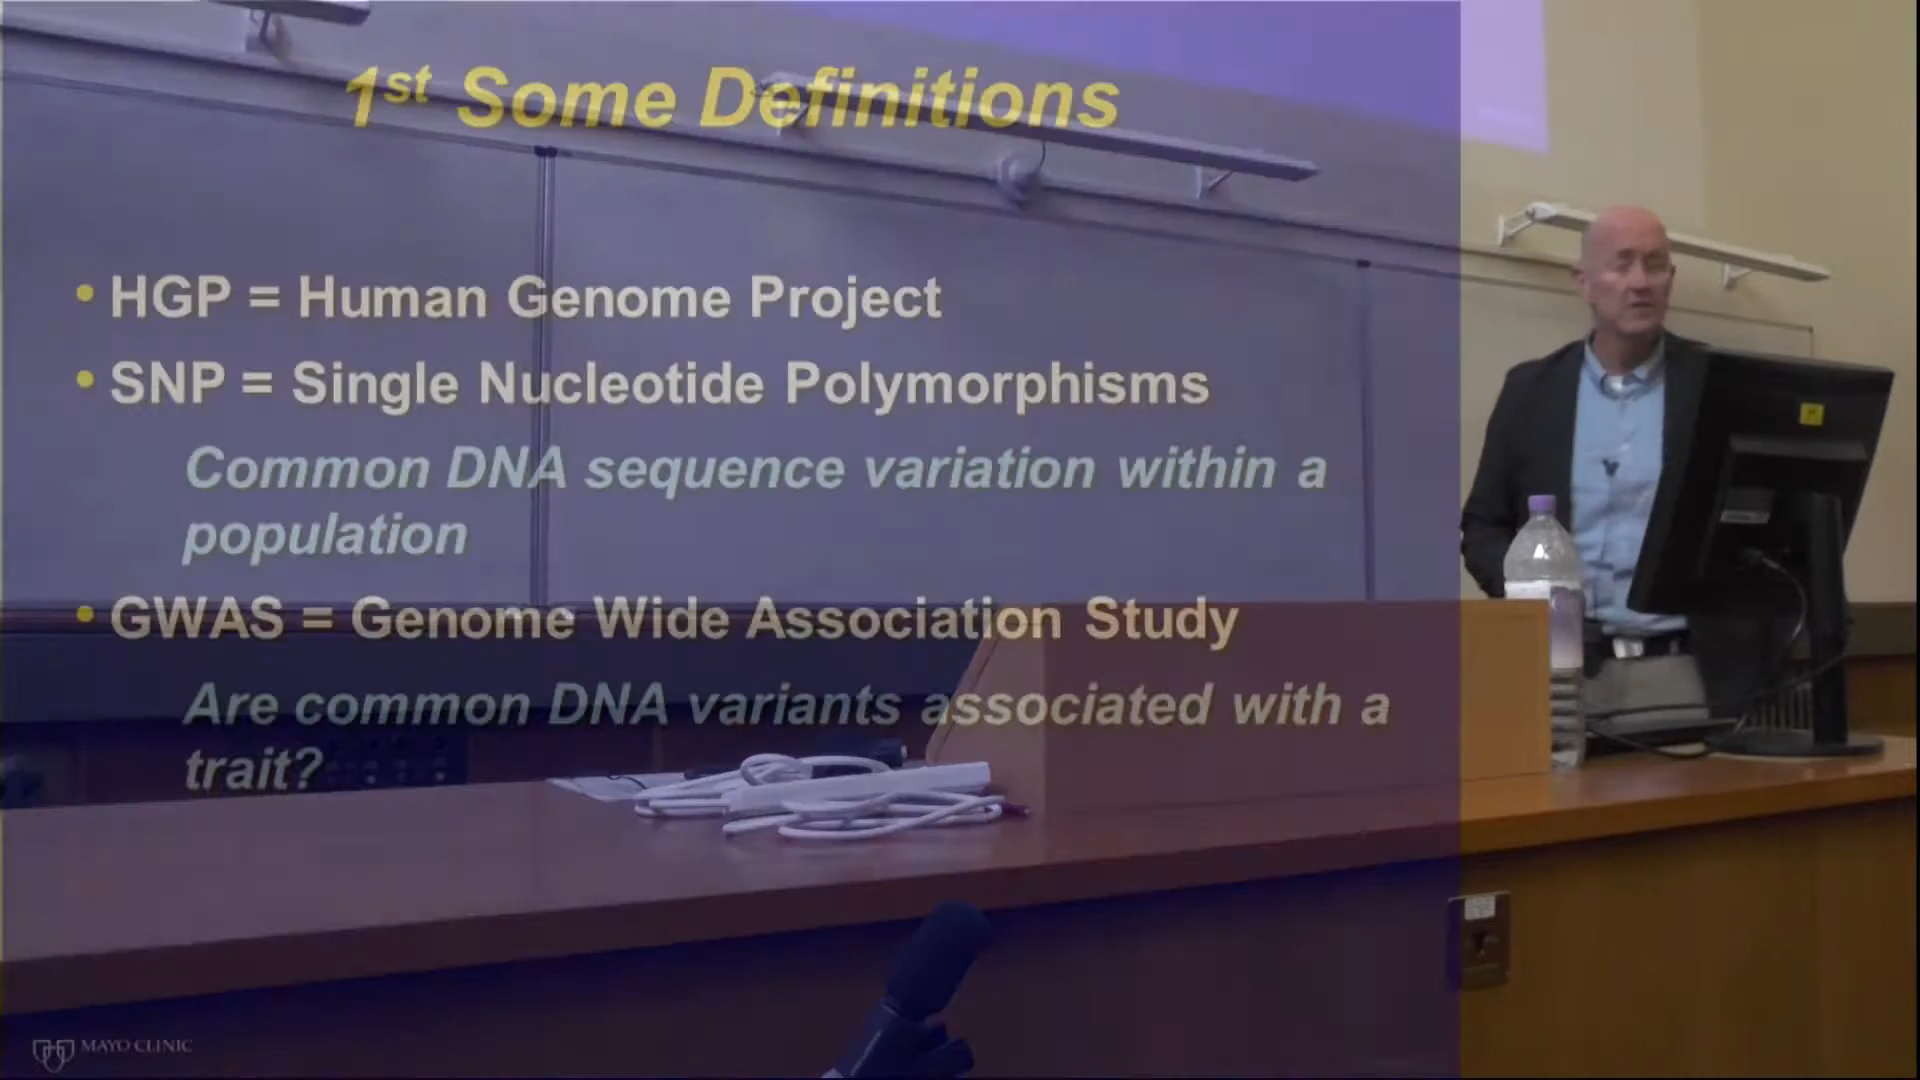 1st Some Definitions
• HGP = Human Genome Project
• SNP = Single Nucleotide Polymorphisms
Common DNA sequence variation within a
population
• GWAS = Genome Wide Association Study
Are common DNA variants associated with a
trait?
MAYO CLINIC